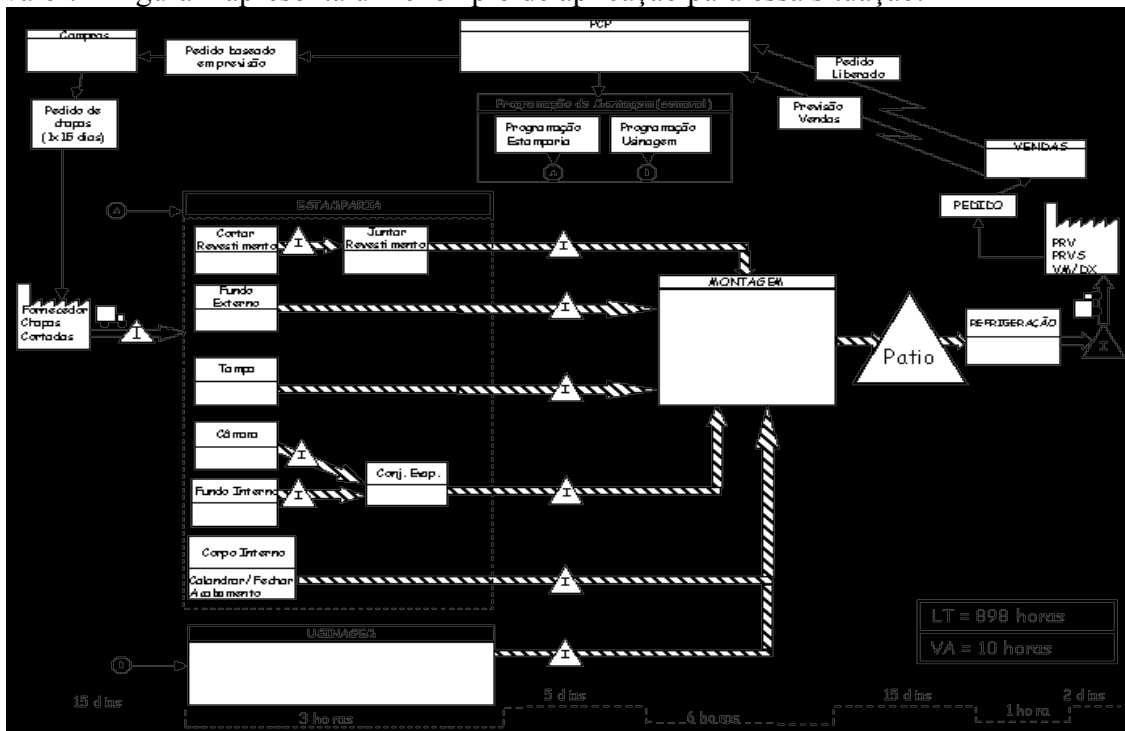 PCP
Compras
Pedido baseado
em previsão
Pedido
Liberado
Previsão
Vendas
Pedido de
chapas
(1x15 dias)
Programação de Montagem (semanal)
Programação
Estamparia
Programação
Usinagem
A
VENDAS
PEDIDO
A
ESTAMPARIA
Cortar
Revestimento
I
Juntar
Revestimento
I
PRV
PRVS
VM/DX
MONTAGEM
Fundo
Externo
I
Fornecedor
Chapas
Cortadas
I
REFRIGERAÇÃO
I
Patio
Tampa
I
Câmara
I
Conj. Evap.
Fundo Interno
I
I
Corpo Interno
Calandrar/Fechar
Acabamento
I
LT = 898 horas
VA = 10 horas
USINAGEM
I
15 dias
3 horas
5 dias
6 horas
15 dias
1 hora
2 dias